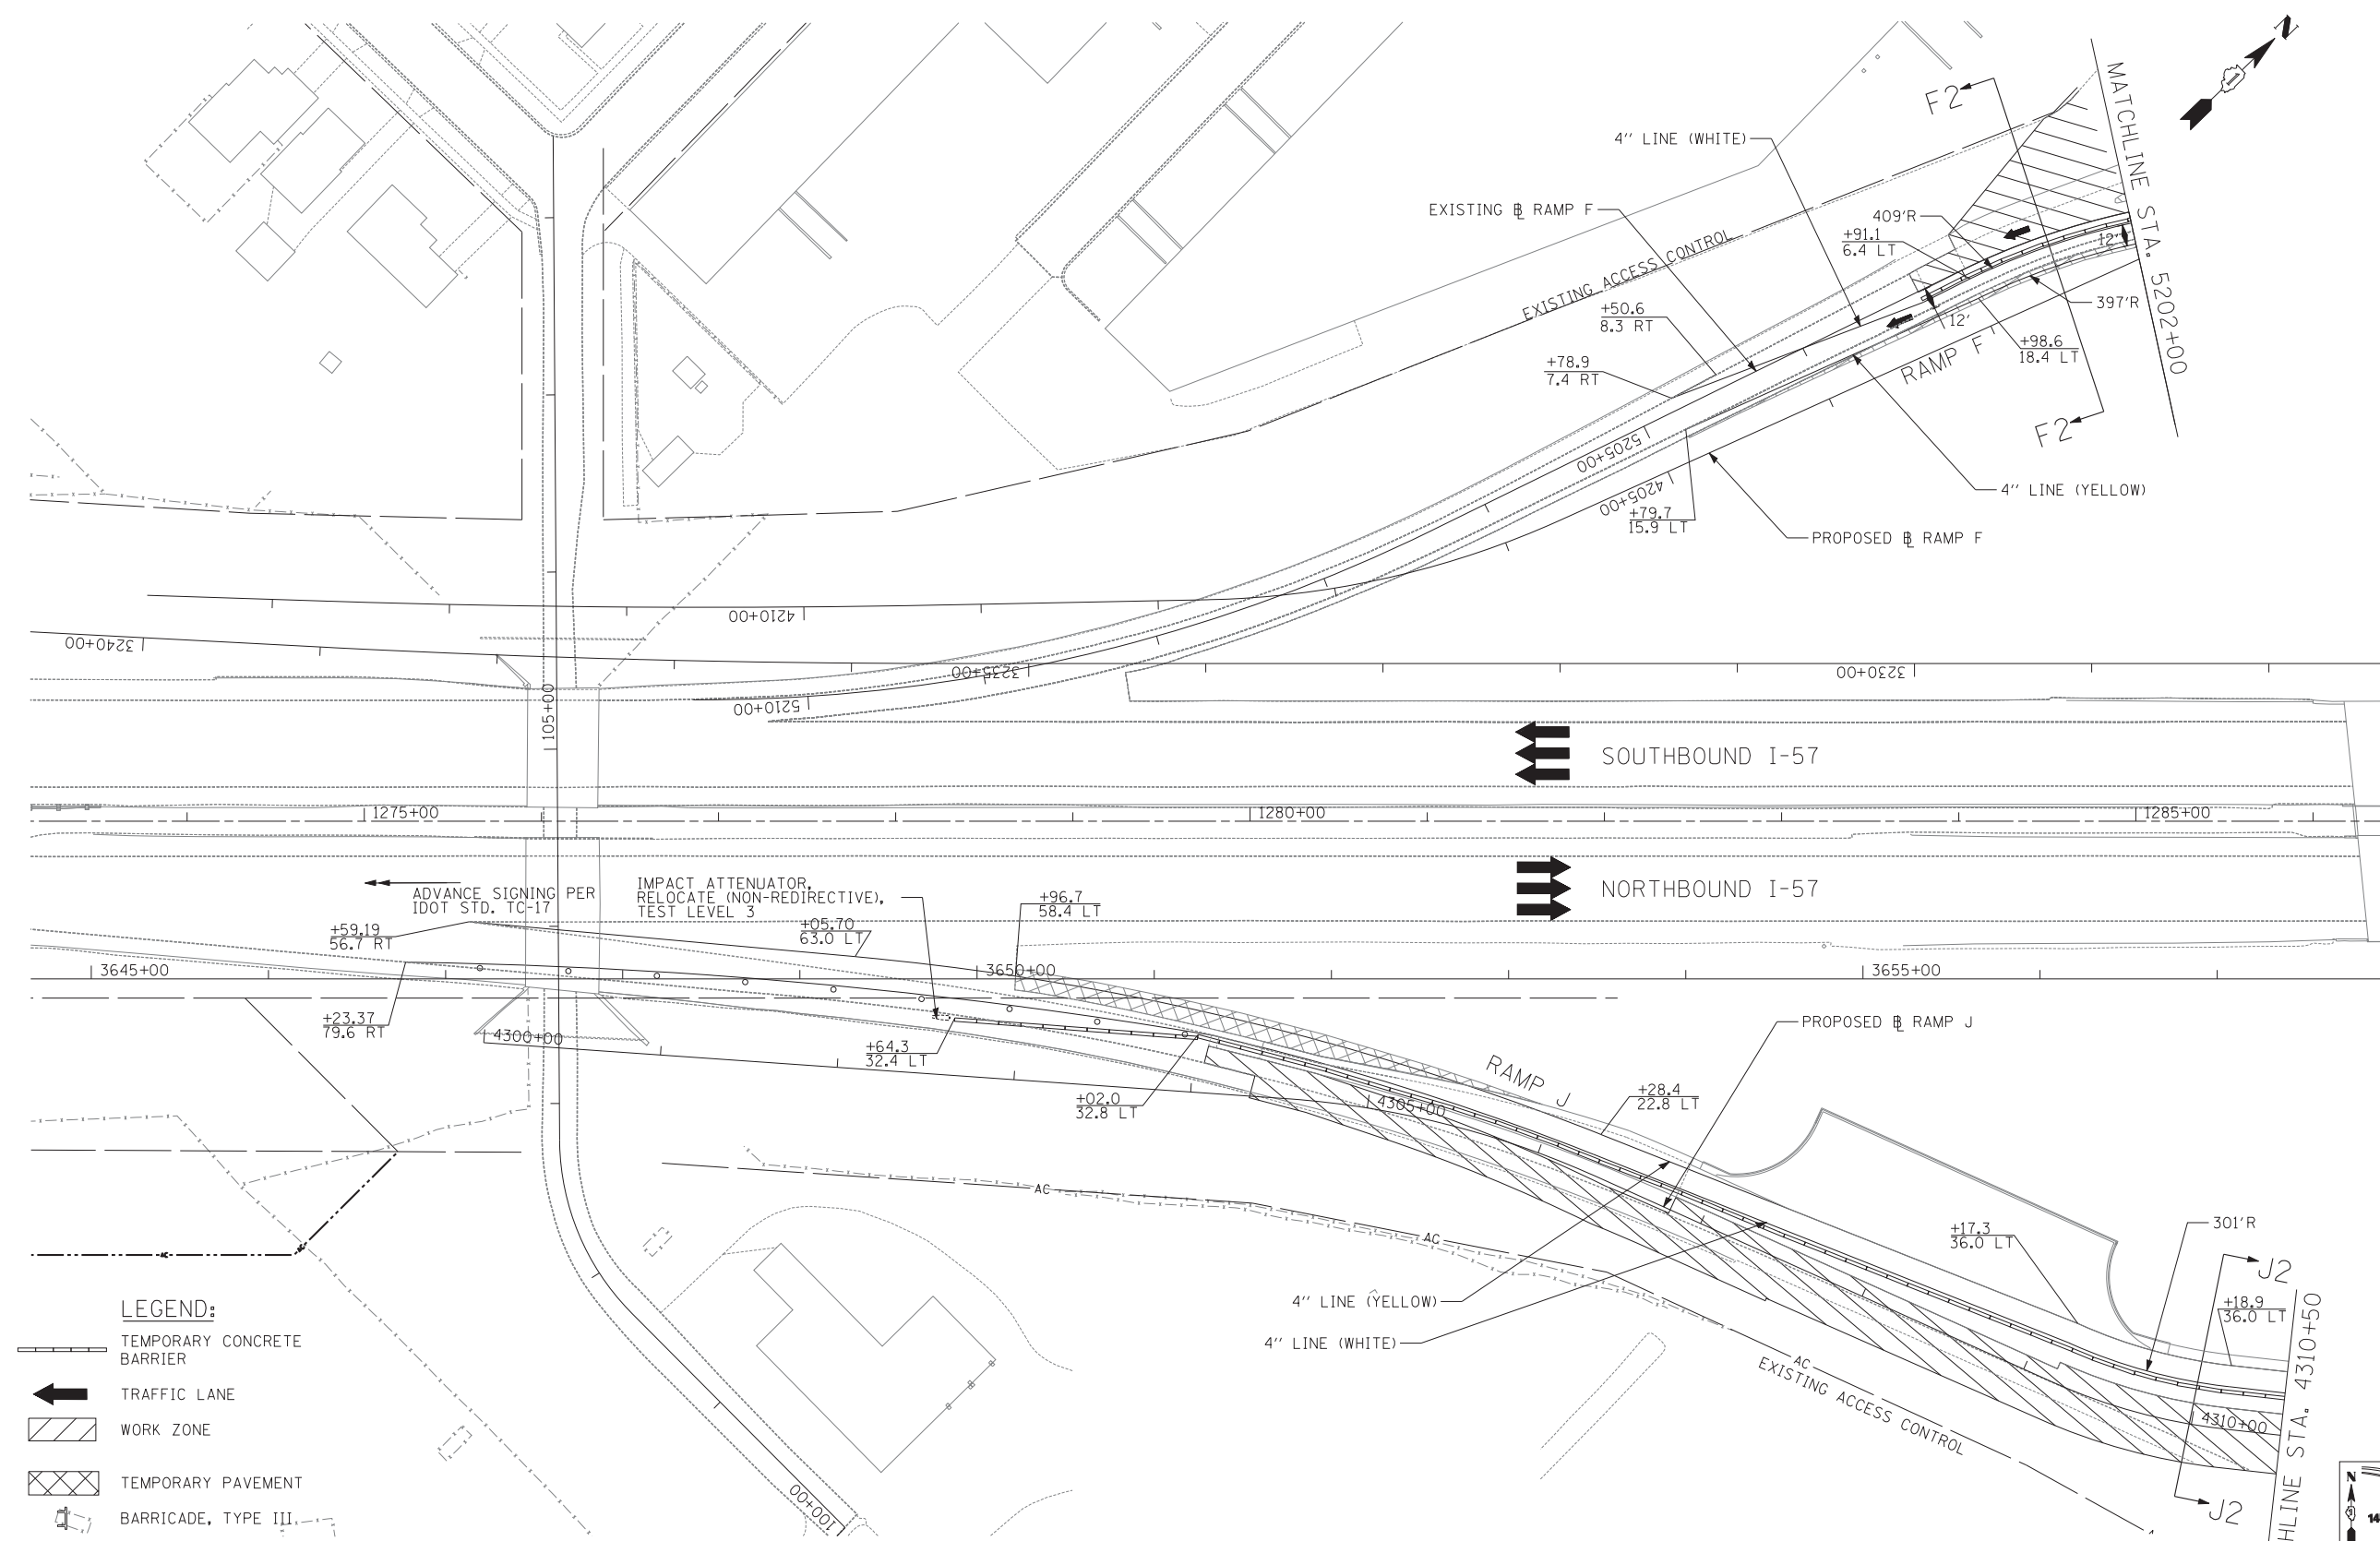 N
1
MATCHLINE STA. 5202+00
F2
4'' LINE (WHITE)
EXISTING B RAMP F
409'R
+91.1
6.4 LT
12'
EXISTING ACCESS CONTROL
+50.6
8.3 RT
397'R
12'
+98.6
18.4 LT
+78.9
7.4 RT
RAMP F
F2
5205+00
4205+00
4'' LINE (YELLOW)
+79.7
15.9 LT
PROPOSED B RAMP F
4210+00
3240+00
3235+00
3230+00
5210+00
105+00
SOUTHBOUND I-57
1275+00
1280+00
1285+00
NORTHBOUND I-57
ADVANCE SIGNING PER
IDOT STD. TC-17
IMPACT ATTENUATOR,
RELOCATE (NON-REDIRECTIVE),
TEST LEVEL 3
+96.7
58.4 LT
+59.19
56.7 RT
+05.70
63.0 LT
3645+00
3650+00
3655+00
+23.37
79.6 RT
4300+00
+64.3
32.4 LT
PROPOSED B RAMP J
RAMP J
+28.4
22.8 LT
+02.0
32.8 LT
4305+00
AC
AC
+17.3
36.0 LT
301'R
J2
4'' LINE (YELLOW)
+18.9
36.0 LT
4'' LINE (WHITE)
AC
EXISTING ACCESS CONTROL
HLINE STA. 4310+50
4310+00
J2
100+00
LEGEND:
TEMPORARY CONCRETE
BARRIER
TRAFFIC LANE
WORK ZONE
TEMPORARY PAVEMENT
BARRICADE, TYPE III
N
14